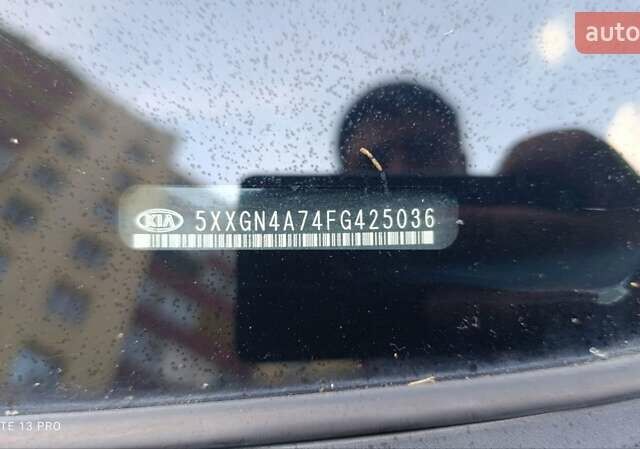 auto
KIA 5XXGN4A74FG425036
TE 13 PRO